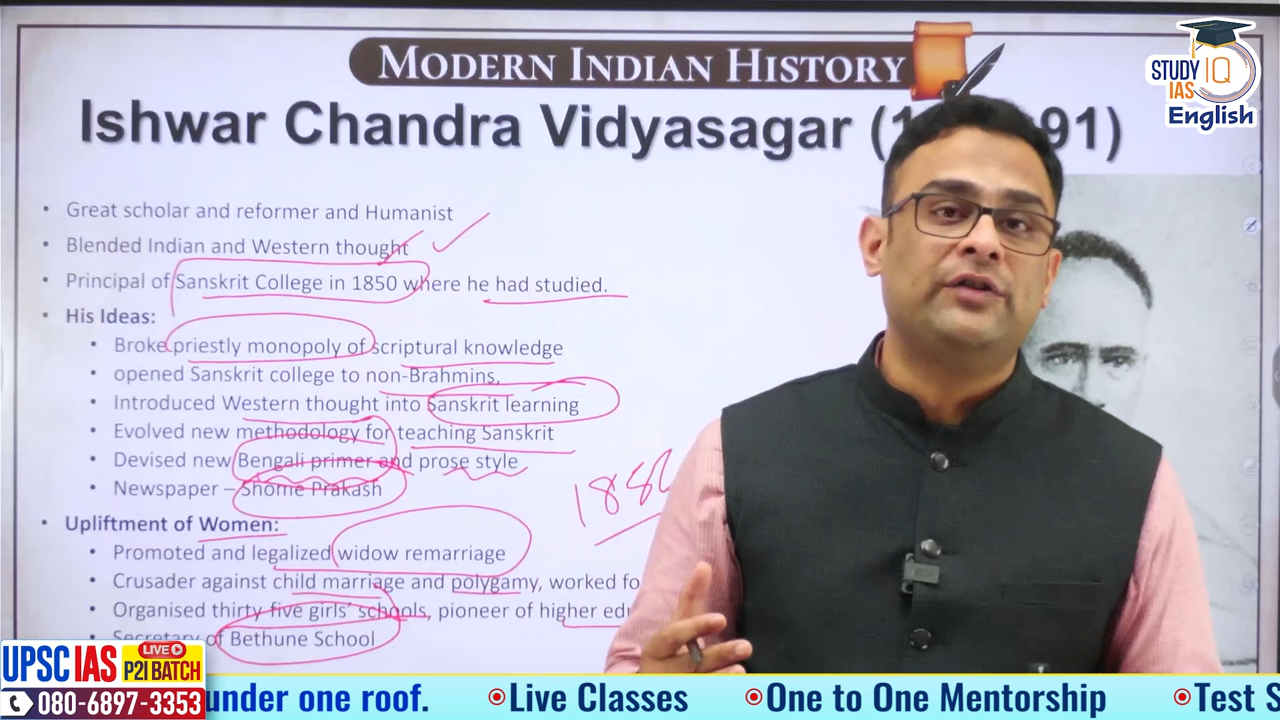 MODERN INDIAN HISTORY
STUDY IQ
IAS
English
Ishwar Chandra Vidyasagar (1 91)
• Great scholar and reformer and Humanist
• Blended Indian and Western thought
• Principal of Sanskrit College in 1850 where he had studied.
• His Ideas:
• Broke priestly monopoly of scriptural knowledge
• opened Sanskrit college to non-Brahmins,
• Introduced Western thought into Sanskrit learning
• Evolved new methodology for teaching Sanskrit
• Devised new Bengali primer and prose style
• Newspaper – Shome Prakash
• Upliftment of Women:
• Promoted and legalized widow remarriage
• Crusader against child marriage and polygamy, worked fo
• Organised thirty five girls' schools, pioneer of higher edu
• Secretary of Bethune School
UPSC IAS LIVE P2I BATCH
080-6897-3353
under one roof. Live Classes One to One Mentorship Test S